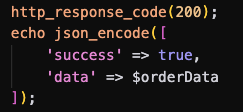 http_response_code(200);
echo json_encode([
    'success' => true,
    'data' => $orderData
]);